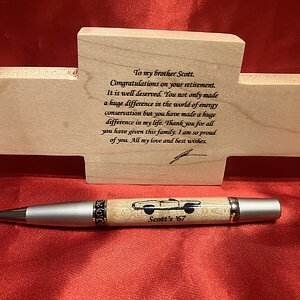 To my brother Scott.
Congratulations on your retirement.
It is well deserved. You not only made
a huge difference in the world of energy
conservation but you have made a huge
difference in my life. Thank you for all
you have given this family. I am so proud
of you. All my love and best wishes.
Scott's '67